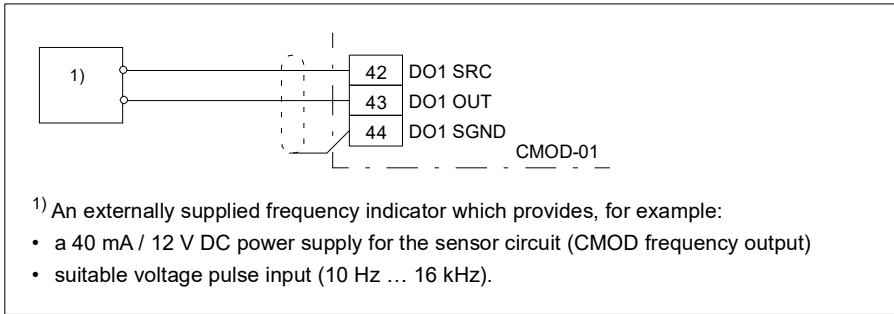 1)
42 DO1 SRC
43 DO1 OUT
44 DO1 SGND
CMOD-01
1) An externally supplied frequency indicator which provides, for example:
• a 40 mA / 12 V DC power supply for the sensor circuit (CMOD frequency output)
• suitable voltage pulse input (10 Hz … 16 kHz).